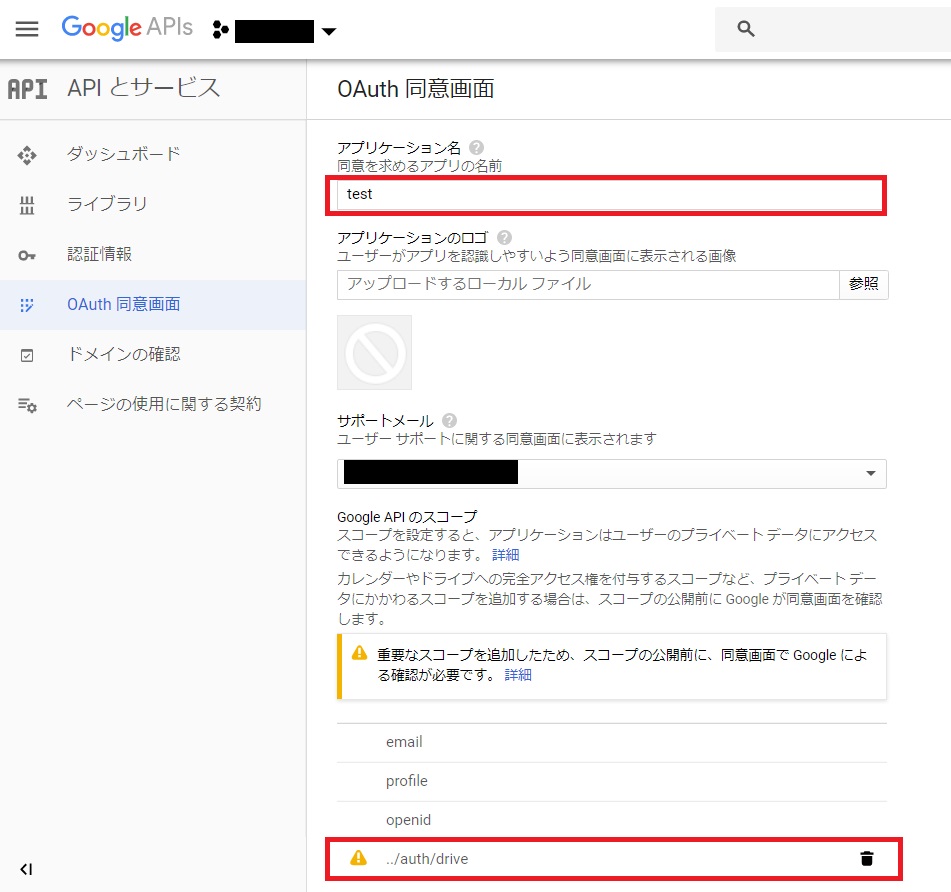 Google APIs
API APIとサービス
ダッシュボード
ライブラリ
認証情報
OAuth 同意画面
ドメインの確認
ページの使用に関する契約
OAuth 同意画面
アプリケーション名 ?
同意を求めるアプリの名前
test
アプリケーションのロゴ ?
ユーザーがアプリを認識しやすいよう同意画面に表示される画像
アップロードするローカル ファイル 参照
サポートメール ?
ユーザー サポートに関する同意画面に表示されます
Google API のスコープ
スコープを設定すると、アプリケーションはユーザーのプライベート データにアクセス
できるようになります。 詳細
カレンダーやドライブへの完全アクセス権を付与するスコープなど、プライベート デー
タにかかわるスコープを追加する場合は、スコープの公開前に Google が同意画面を確認
します。
重要なスコープを追加したため、スコープの公開前に、同意画面で Google によ
る確認が必要です。 詳細
email
profile
openid
../auth/drive